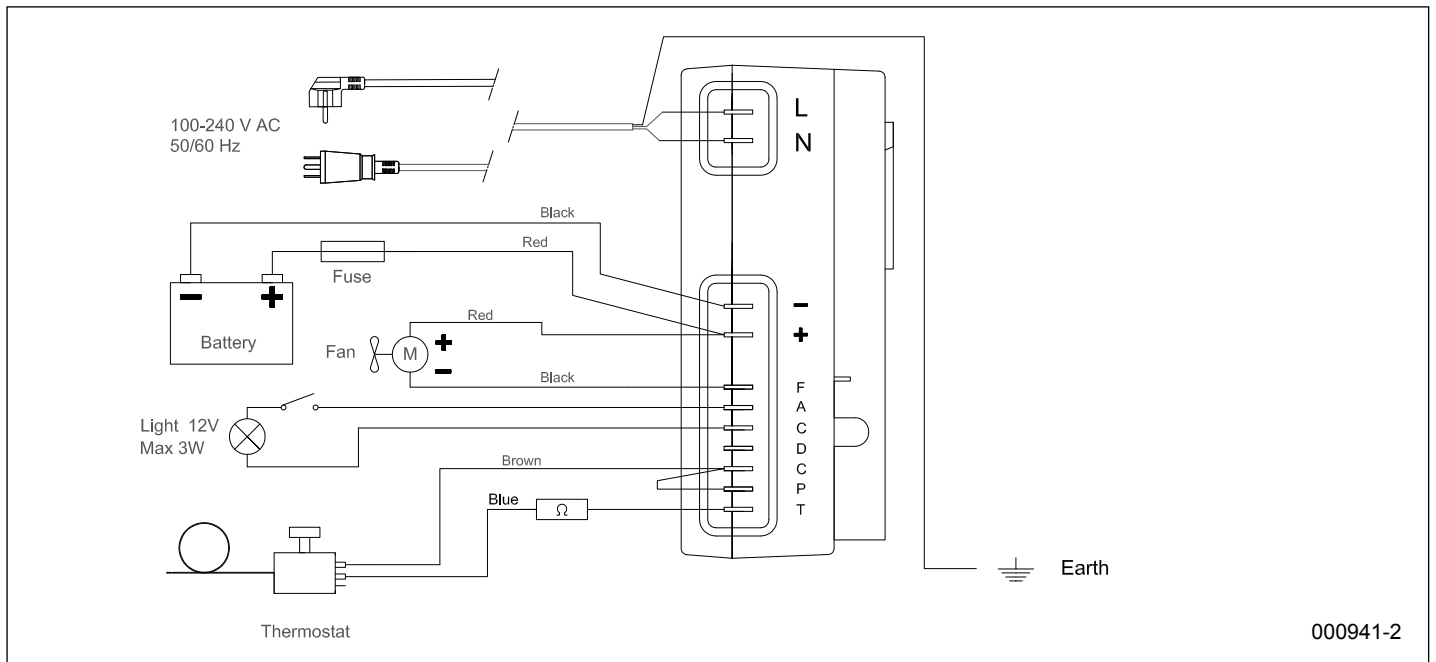 100-240 V AC
50/60 Hz
L
N
Black
Red
Fuse
Battery
Red
Fan
M
Black
Light 12V
Max 3W
Brown
Blue
Ω
Thermostat
−
+
−
+
+
−
F
A
C
D
C
P
T
Earth
000941-2